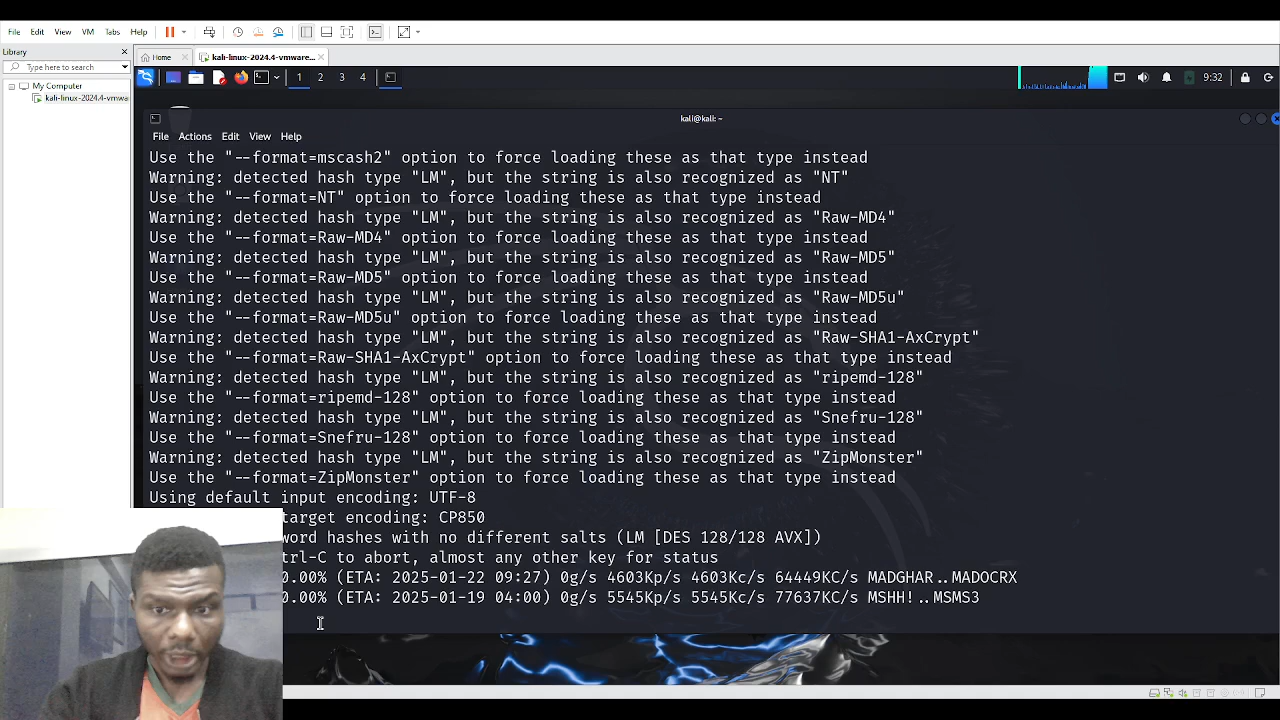 File Edit View VM Tabs Help
Library
Type here to search
My Computer
kali-linux-2024.4-vmwa
Home
kali-linux-2024.4-vmware...
1 2 3 4
9:32
kali@kali: ~
File Actions Edit View Help
Use the "--format=mscash2" option to force loading these as that type instead
Warning: detected hash type "LM", but the string is also recognized as "NT"
Use the "--format=NT" option to force loading these as that type instead
Warning: detected hash type "LM", but the string is also recognized as "Raw-MD4"
Use the "--format=Raw-MD4" option to force loading these as that type instead
Warning: detected hash type "LM", but the string is also recognized as "Raw-MD5"
Use the "--format=Raw-MD5" option to force loading these as that type instead
Warning: detected hash type "LM", but the string is also recognized as "Raw-MD5u"
Use the "--format=Raw-MD5u" option to force loading these as that type instead
Warning: detected hash type "LM", but the string is also recognized as "Raw-SHA1-AxCrypt"
Use the "--format=Raw-SHA1-AxCrypt" option to force loading these as that type instead
Warning: detected hash type "LM", but the string is also recognized as "ripemd-128"
Use the "--format=ripemd-128" option to force loading these as that type instead
Warning: detected hash type "LM", but the string is also recognized as "Snefru-128"
Use the "--format=Snefru-128" option to force loading these as that type instead
Warning: detected hash type "LM", but the string is also recognized as "ZipMonster"
Use the "--format=ZipMonster" option to force loading these as that type instead
Using default input encoding: UTF-8
target encoding: CP850
word hashes with no different salts (LM [DES 128/128 AVX])
trl-C to abort, almost any other key for status
0.00% (ETA: 2025-01-22 09:27) 0g/s 4603Kp/s 4603Kc/s 64449KC/s MADGHAR..MADOCRX
0.00% (ETA: 2025-01-19 04:00) 0g/s 5545Kp/s 5545Kc/s 77637KC/s MSHH!..MSMS3